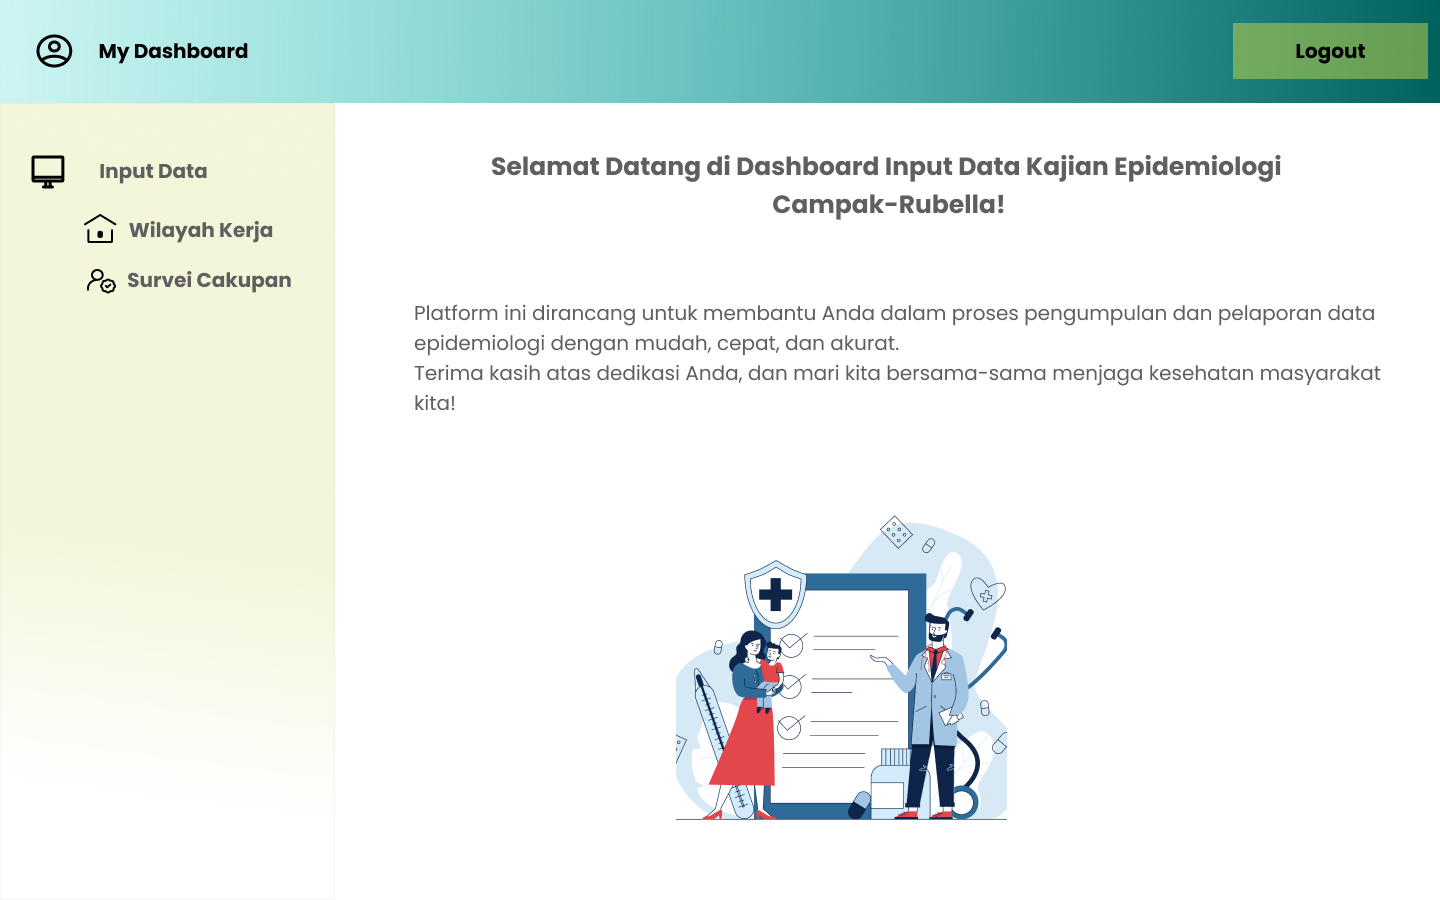 My Dashboard
Logout
Input Data
Wilayah Kerja
Survei Cakupan
Selamat Datang di Dashboard Input Data Kajian Epidemiologi
Campak-Rubella!
Platform ini dirancang untuk membantu Anda dalam proses pengumpulan dan pelaporan data
epidemiologi dengan mudah, cepat, dan akurat.
Terima kasih atas dedikasi Anda, dan mari kita bersama-sama menjaga kesehatan masyarakat
kita!